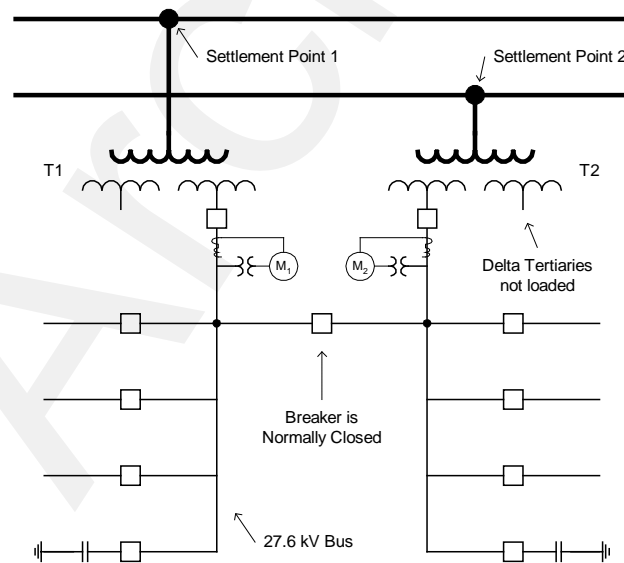 Settlement Point 1
Settlement Point 2
T1
T2
M1
M2
Delta Tertiaries
not loaded
Breaker is
Normally Closed
27.6 kV Bus